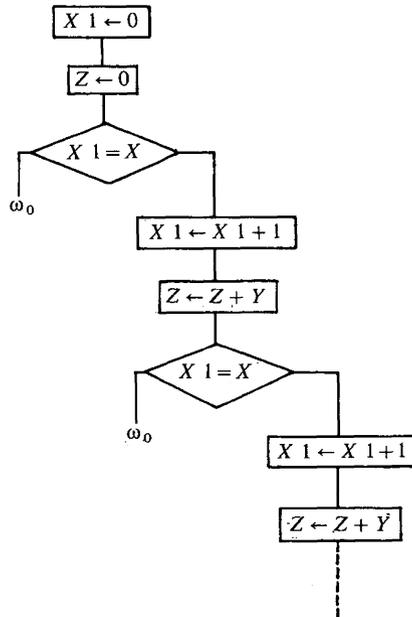 X 1 ← 0
Z ← 0
X 1 = X
ω₀
X 1 ← X 1 + 1
Z ← Z + Y
X 1 = X
ω₀
X 1 ← X 1 + 1
Z ← Z + Y